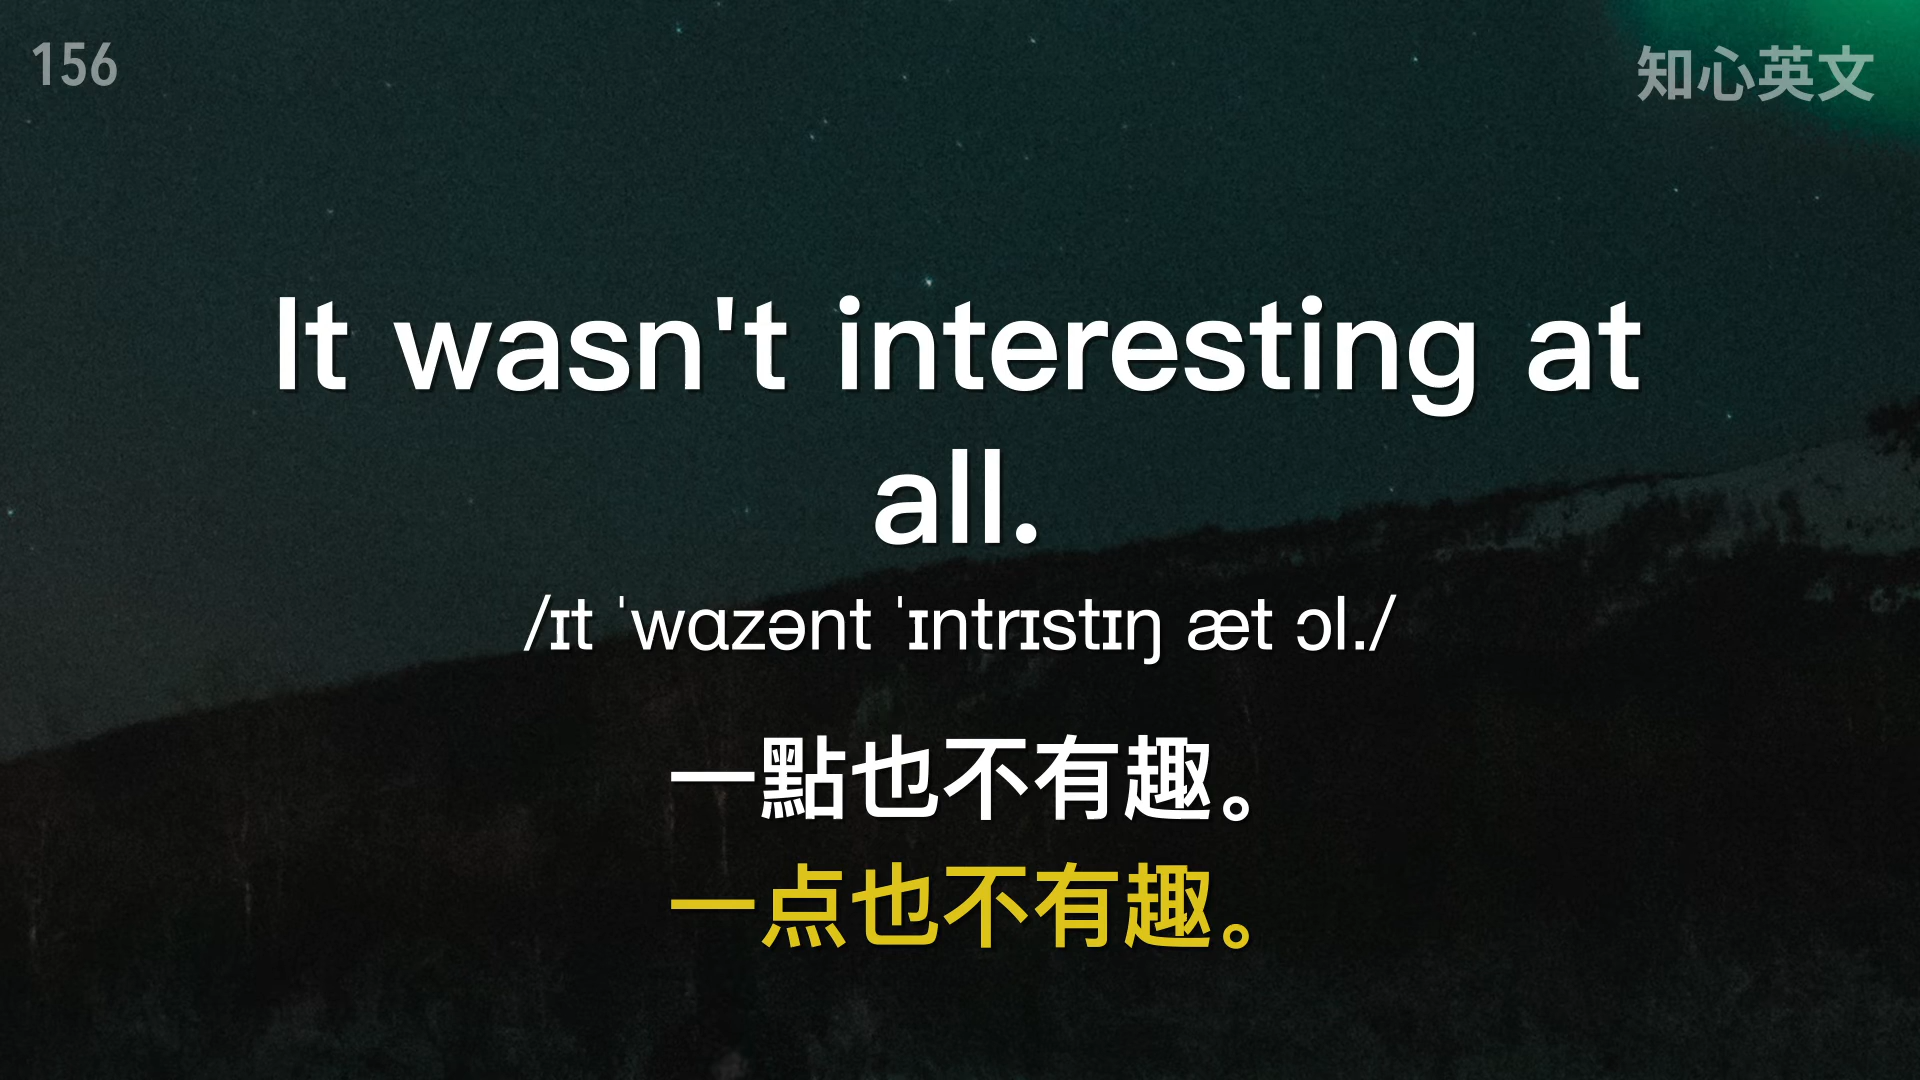 156
知心英文
It wasn't interesting at
all.
/ɪt ˈwɑzənt ˈɪntrɪstɪŋ æt ɔl./
一點也不有趣。
一点也不有趣。